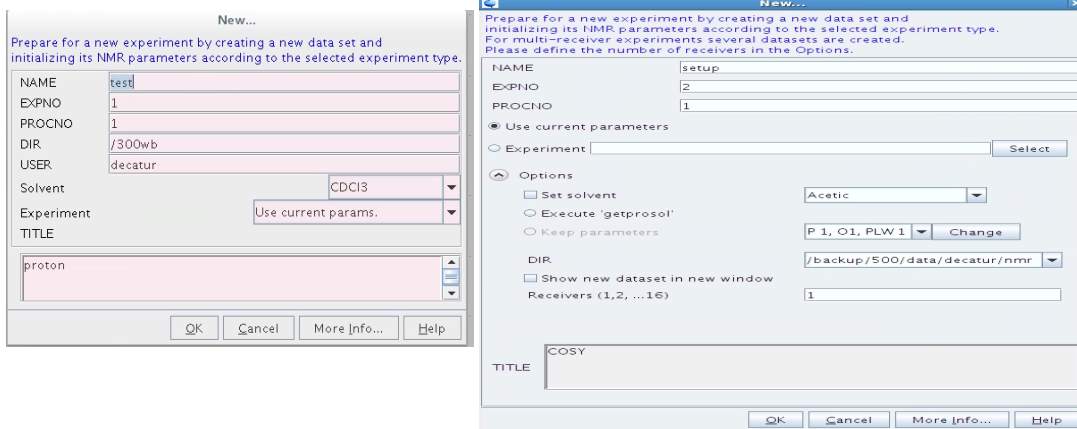 New...
Prepare for a new experiment by creating a new data set and
initializing its NMR parameters according to the selected experiment type.
NAME test
EXPNO 1
PROCNO 1
DIR /300wb
USER decatur
Solvent CDCl3
Experiment Use current params.
TITLE
proton
OK Cancel More Info... Help
New...
Prepare for a new experiment by creating a new data set and
initializing its NMR parameters according to the selected experiment type.
For multi-receiver experiments several datasets are created.
Please define the number of receivers in the Options.
NAME setup
EXPNO 2
PROCNO 1
Use current parameters
Experiment Select
Options
Set solvent Acetic
Execute 'getprosol'
Keep parameters P 1, O1, PLW 1 Change
DIR /backup/500/data/decatur/nmr
Show new dataset in new window
Receivers (1,2, ...16) 1
TITLE COSY
OK Cancel More Info... Help